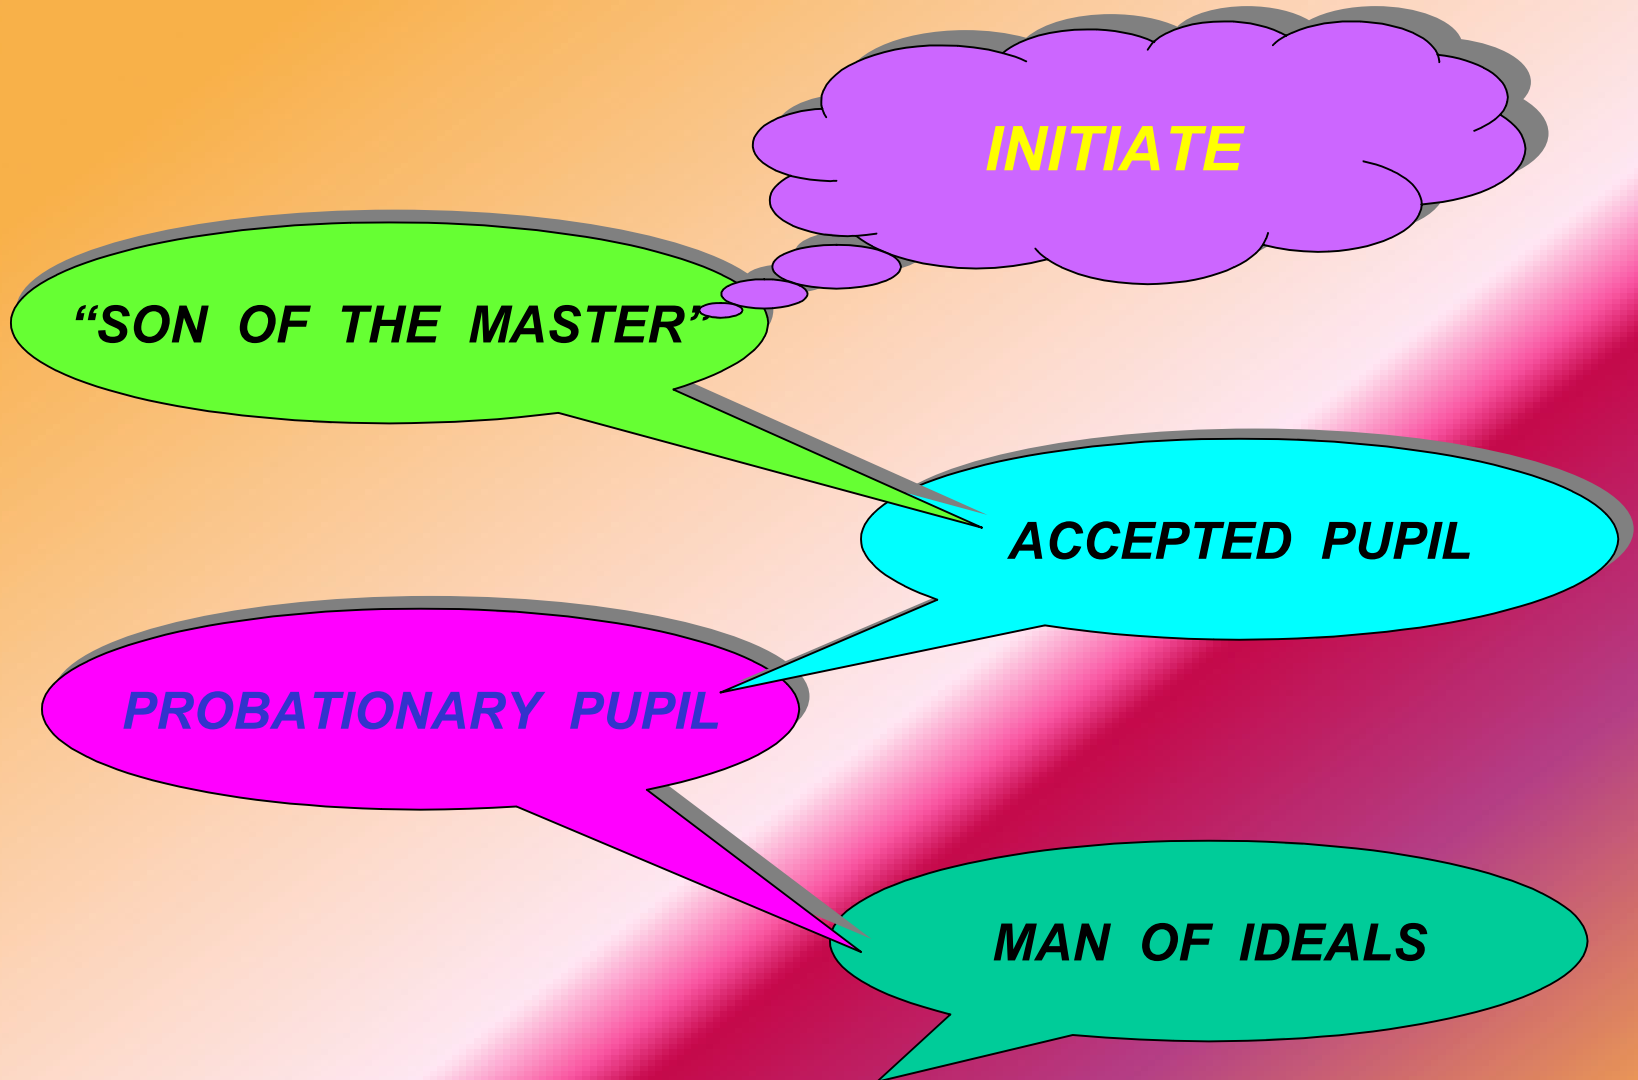 INITIATE
“SON OF THE MASTER”
ACCEPTED PUPIL
PROBATIONARY PUPIL
MAN OF IDEALS